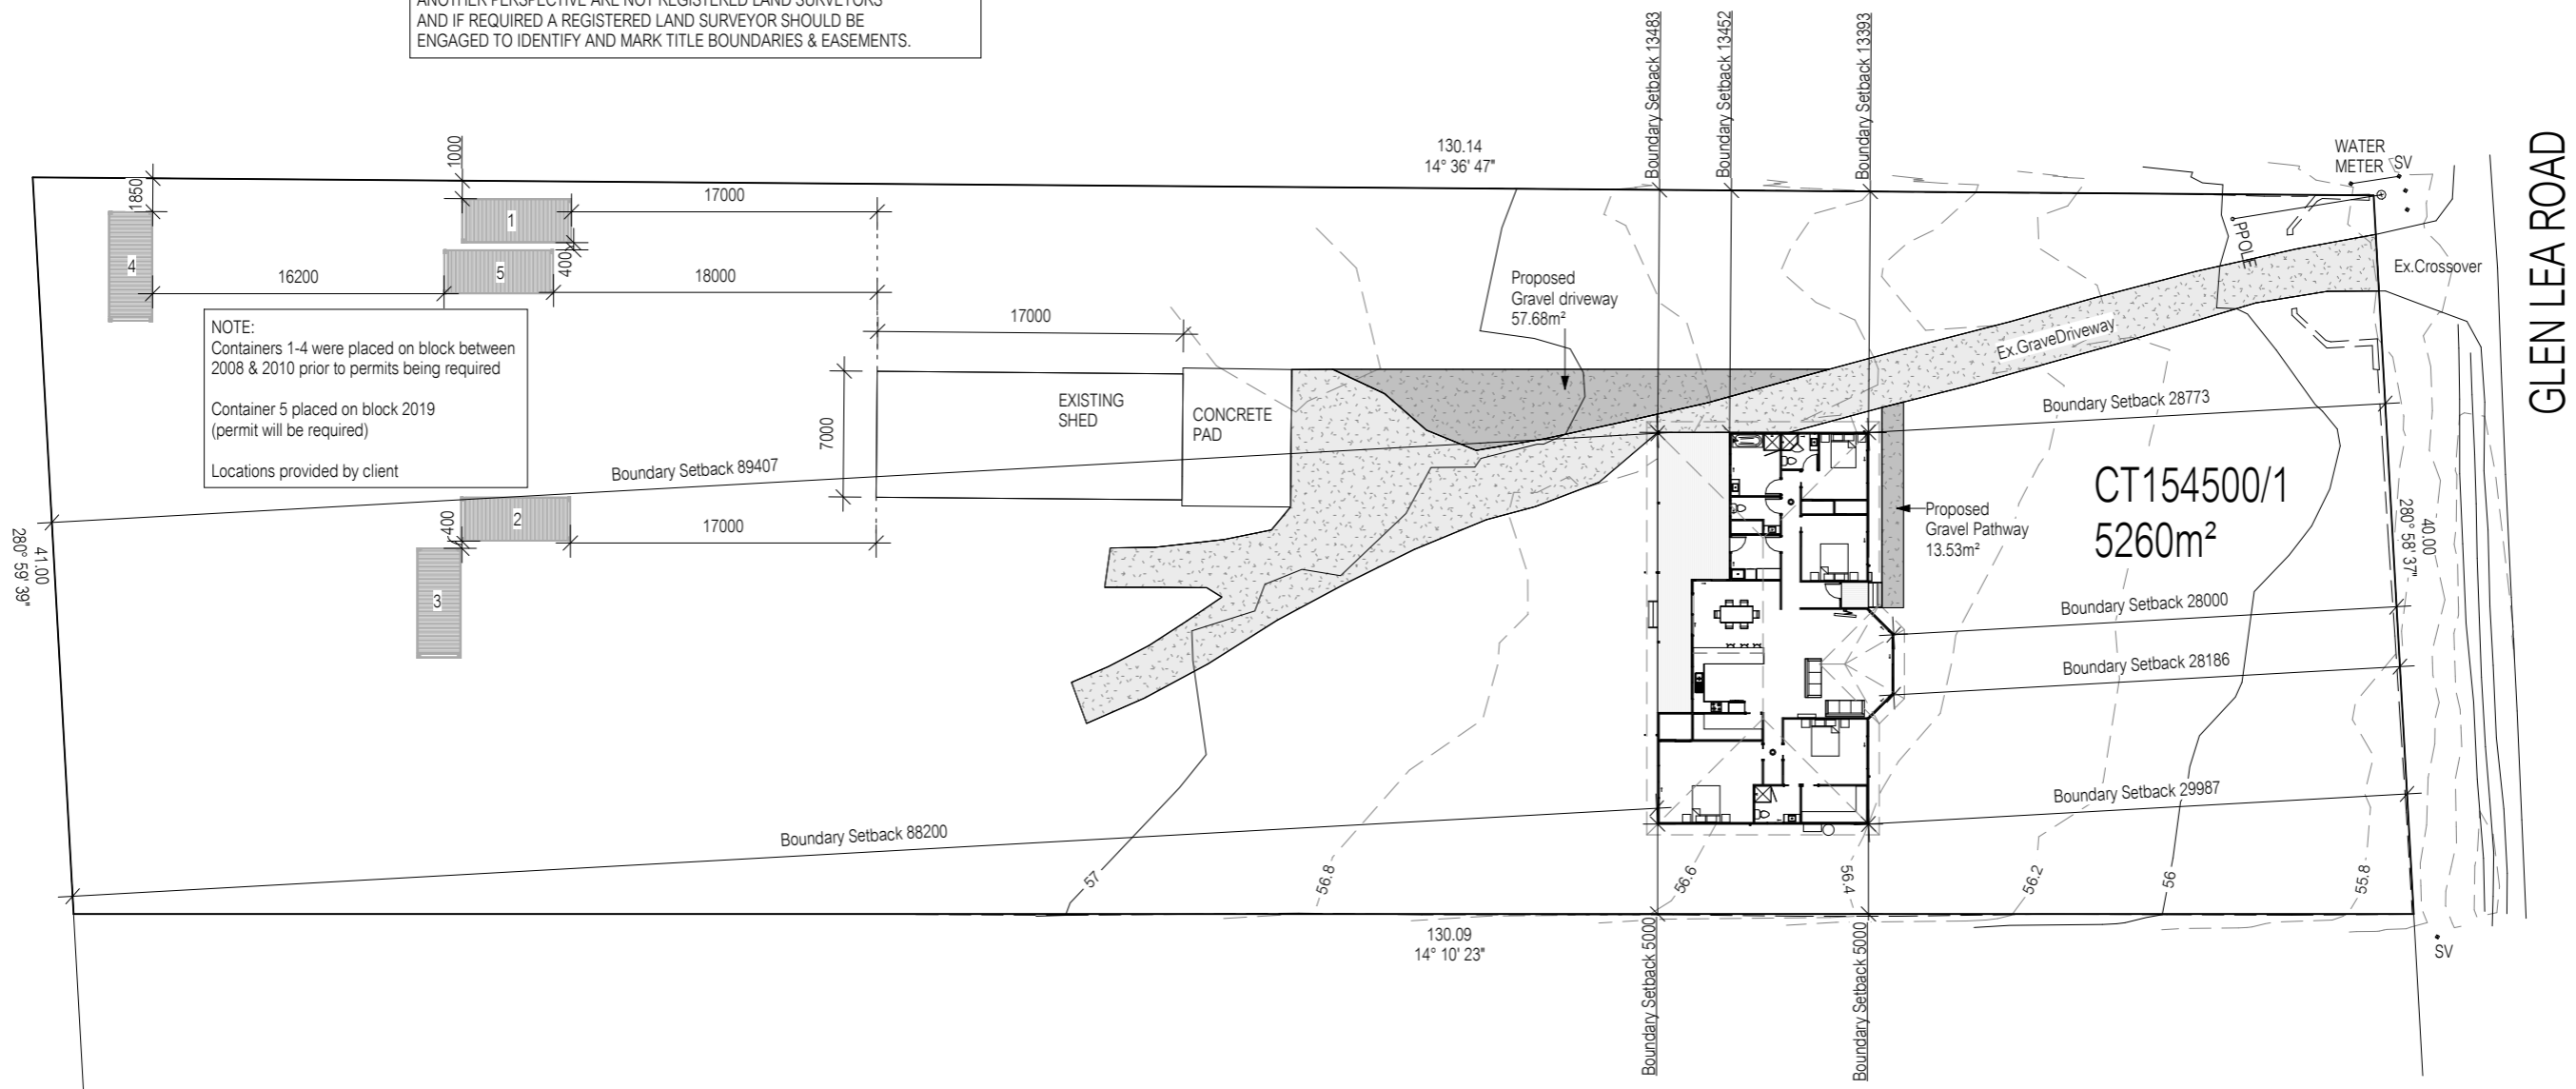 ANOTHER PERSPECTIVE ARE NOT REGISTERED LAND SURVEYORS
AND IF REQUIRED A REGISTERED LAND SURVEYOR SHOULD BE
ENGAGED TO IDENTIFY AND MARK TITLE BOUNDARIES & EASEMENTS.
Boundary Setback 13483
Boundary Setback 13452
Boundary Setback 13393
GLEN LEA ROAD
130.14
14° 36' 47"
WATER
METER
SV
PPOLE
Ex.Crossover
1000
1850
17000
1
4
5
400
16200
18000
NOTE:
Containers 1-4 were placed on block between
2008 & 2010 prior to permits being required
Container 5 placed on block 2019
(permit will be required)
Locations provided by client
17000
7000
EXISTING
SHED
CONCRETE
PAD
Proposed
Gravel driveway
57.68m²
Ex.GraveDriveway
Boundary Setback 28773
Boundary Setback 89407
CT154500/1
5260m²
Proposed
Gravel Pathway
13.53m²
2
400
17000
3
41.00
280° 59' 39"
40.00
280° 58' 37"
Boundary Setback 28000
Boundary Setback 28186
Boundary Setback 29987
Boundary Setback 88200
57
56.8
56.6
56.4
56.2
56
55.8
130.09
14° 10' 23"
Boundary Setback 5000
Boundary Setback 5000
SV